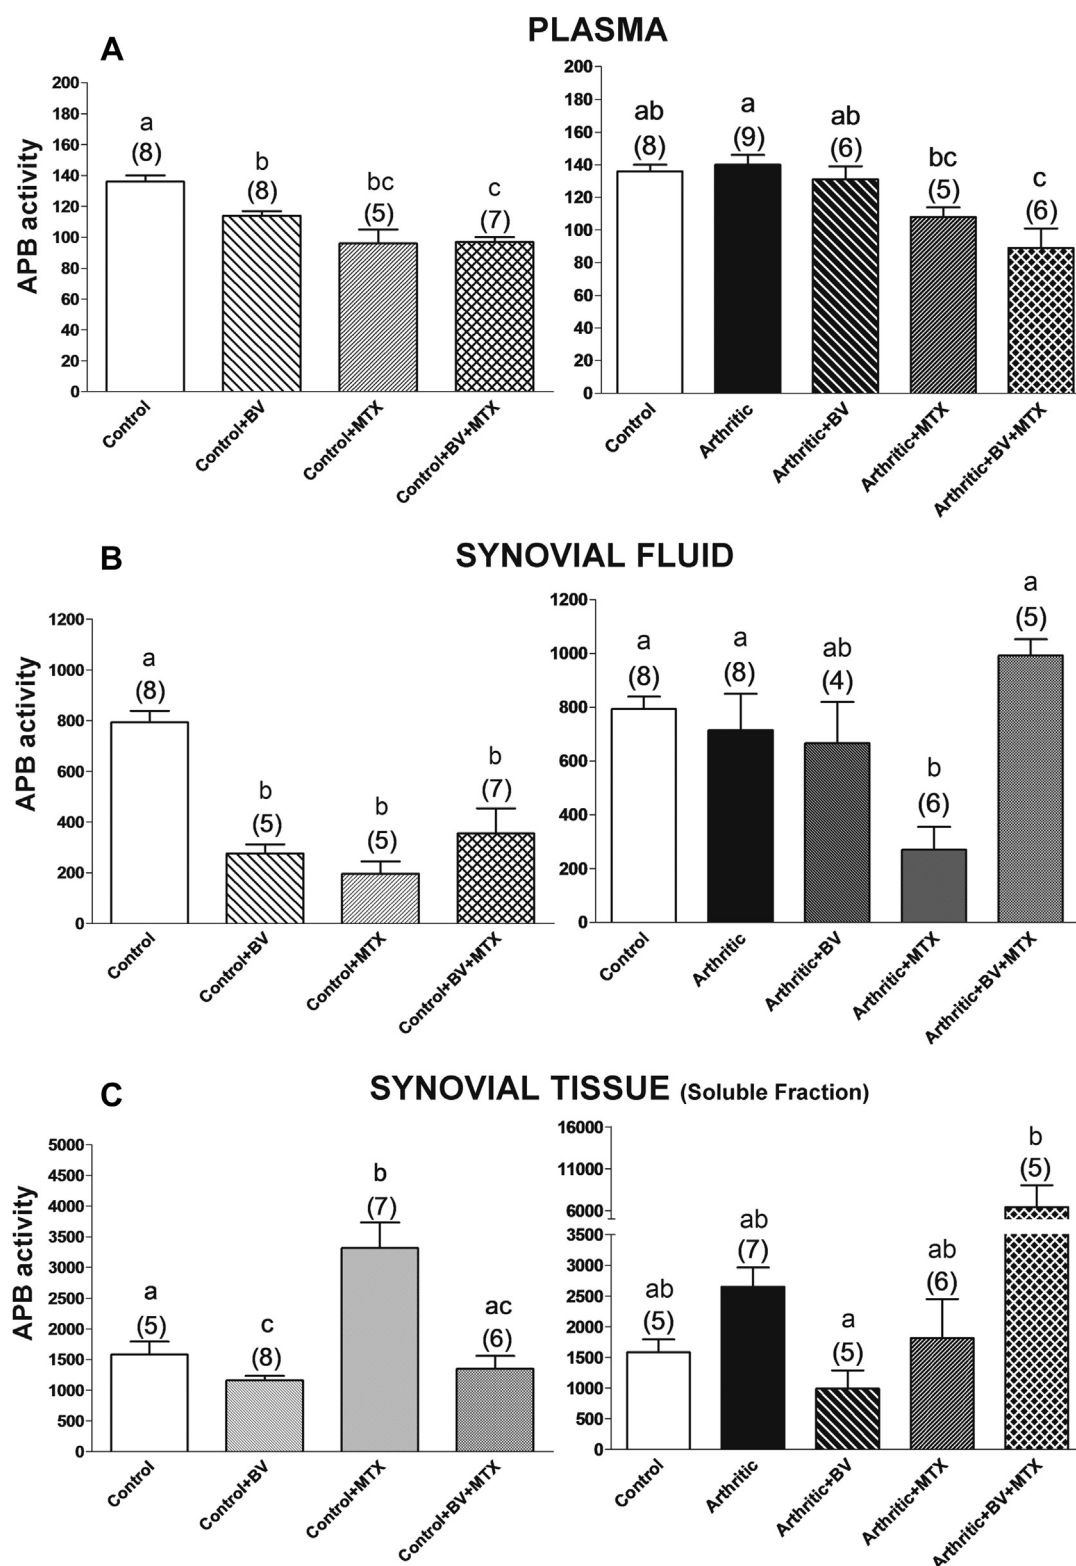 PLASMA
A
APB activity
200
180
160
140
120
100
80
60
40
20
0
a
(8)
b
(8)
bc
(5)
c
(7)
Control
Control+BV
Control+MTX
Control+BV+MTX
200
180
160
140
120
100
80
60
40
20
0
ab
(8)
a
(9)
ab
(6)
bc
(5)
c
(6)
Control
Arthritic
Arthritic+BV
Arthritic+MTX
Arthritic+BV+MTX
B
SYNOVIAL FLUID
APB activity
1200
1000
800
600
400
200
0
a
(8)
b
(5)
b
(5)
b
(7)
Control
Control+BV
Control+MTX
Control+BV+MTX
1200
1000
800
600
400
200
0
a
(8)
a
(8)
ab
(4)
b
(6)
a
(5)
Control
Arthritic
Arthritic+BV
Arthritic+MTX
Arthritic+BV+MTX
C
SYNOVIAL TISSUE (Soluble Fraction)
APB activity
5000
4500
4000
3500
3000
2500
2000
1500
1000
500
0
a
(5)
c
(8)
b
(7)
ac
(6)
Control
Control+BV
Control+MTX
Control+BV+MTX
16000
11000
6000
3500
3000
2500
2000
1500
1000
500
0
ab
(5)
ab
(7)
a
(5)
ab
(6)
b
(5)
Control
Arthritic
Arthritic+BV
Arthritic+MTX
Arthritic+BV+MTX